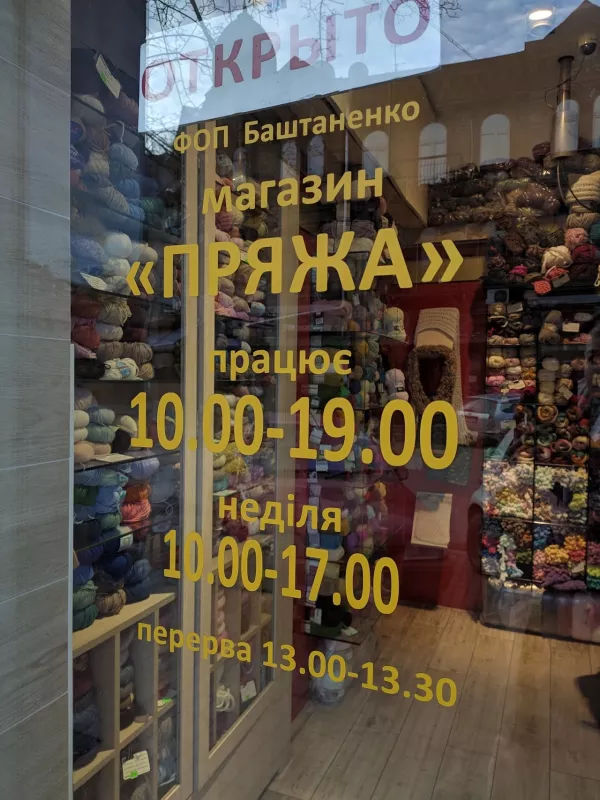 ОТКРЫТО
ФОП Баштаненко
магазин
«ПРЯЖА»
працює
10.00-19.00
неділя
10.00-17.00
перерва 13.00-13.30